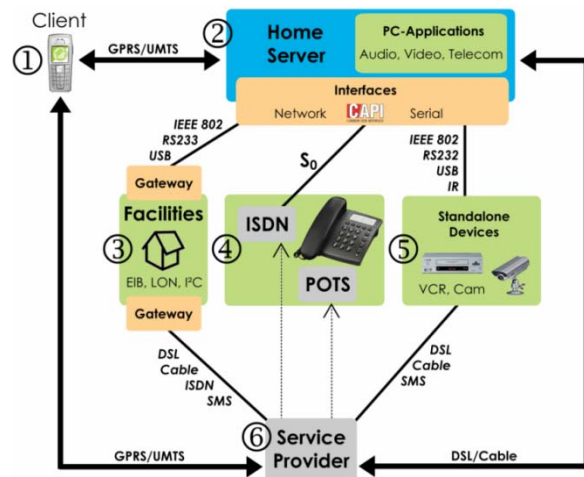 Client
①
GPRS/UMTS
②
Home
Server
PC-Applications
Audio, Video, Telecom
Interfaces
Network CAPI Serial
IEEE 802
RS233
USB
S₀
IEEE 802
RS232
USB
IR
Gateway
Facilities
③
EIB, LON, I²C
Gateway
④
ISDN
POTS
Standalone
Devices
⑤
VCR, Cam
DSL
Cable
ISDN
SMS
DSL
Cable
SMS
⑥
Service
Provider
GPRS/UMTS
DSL/Cable